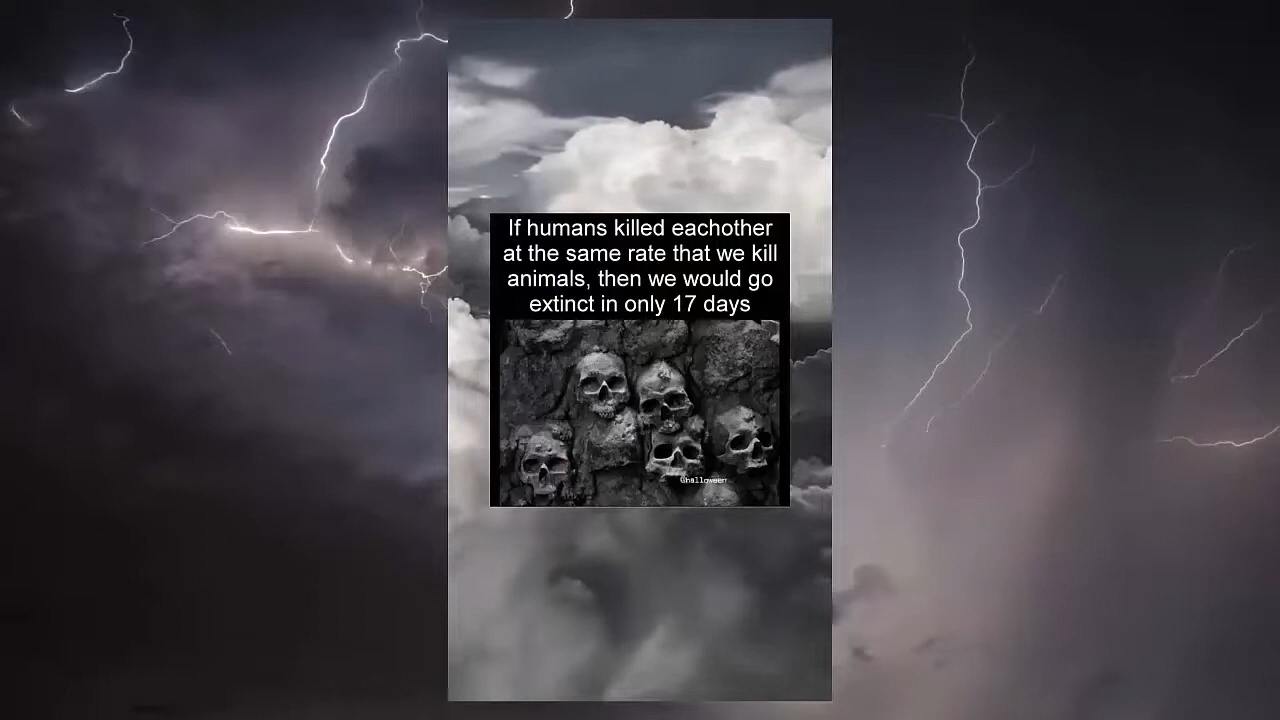 If humans killed eachother
at the same rate that we kill
animals, then we would go
extinct in only 17 days
@halloween